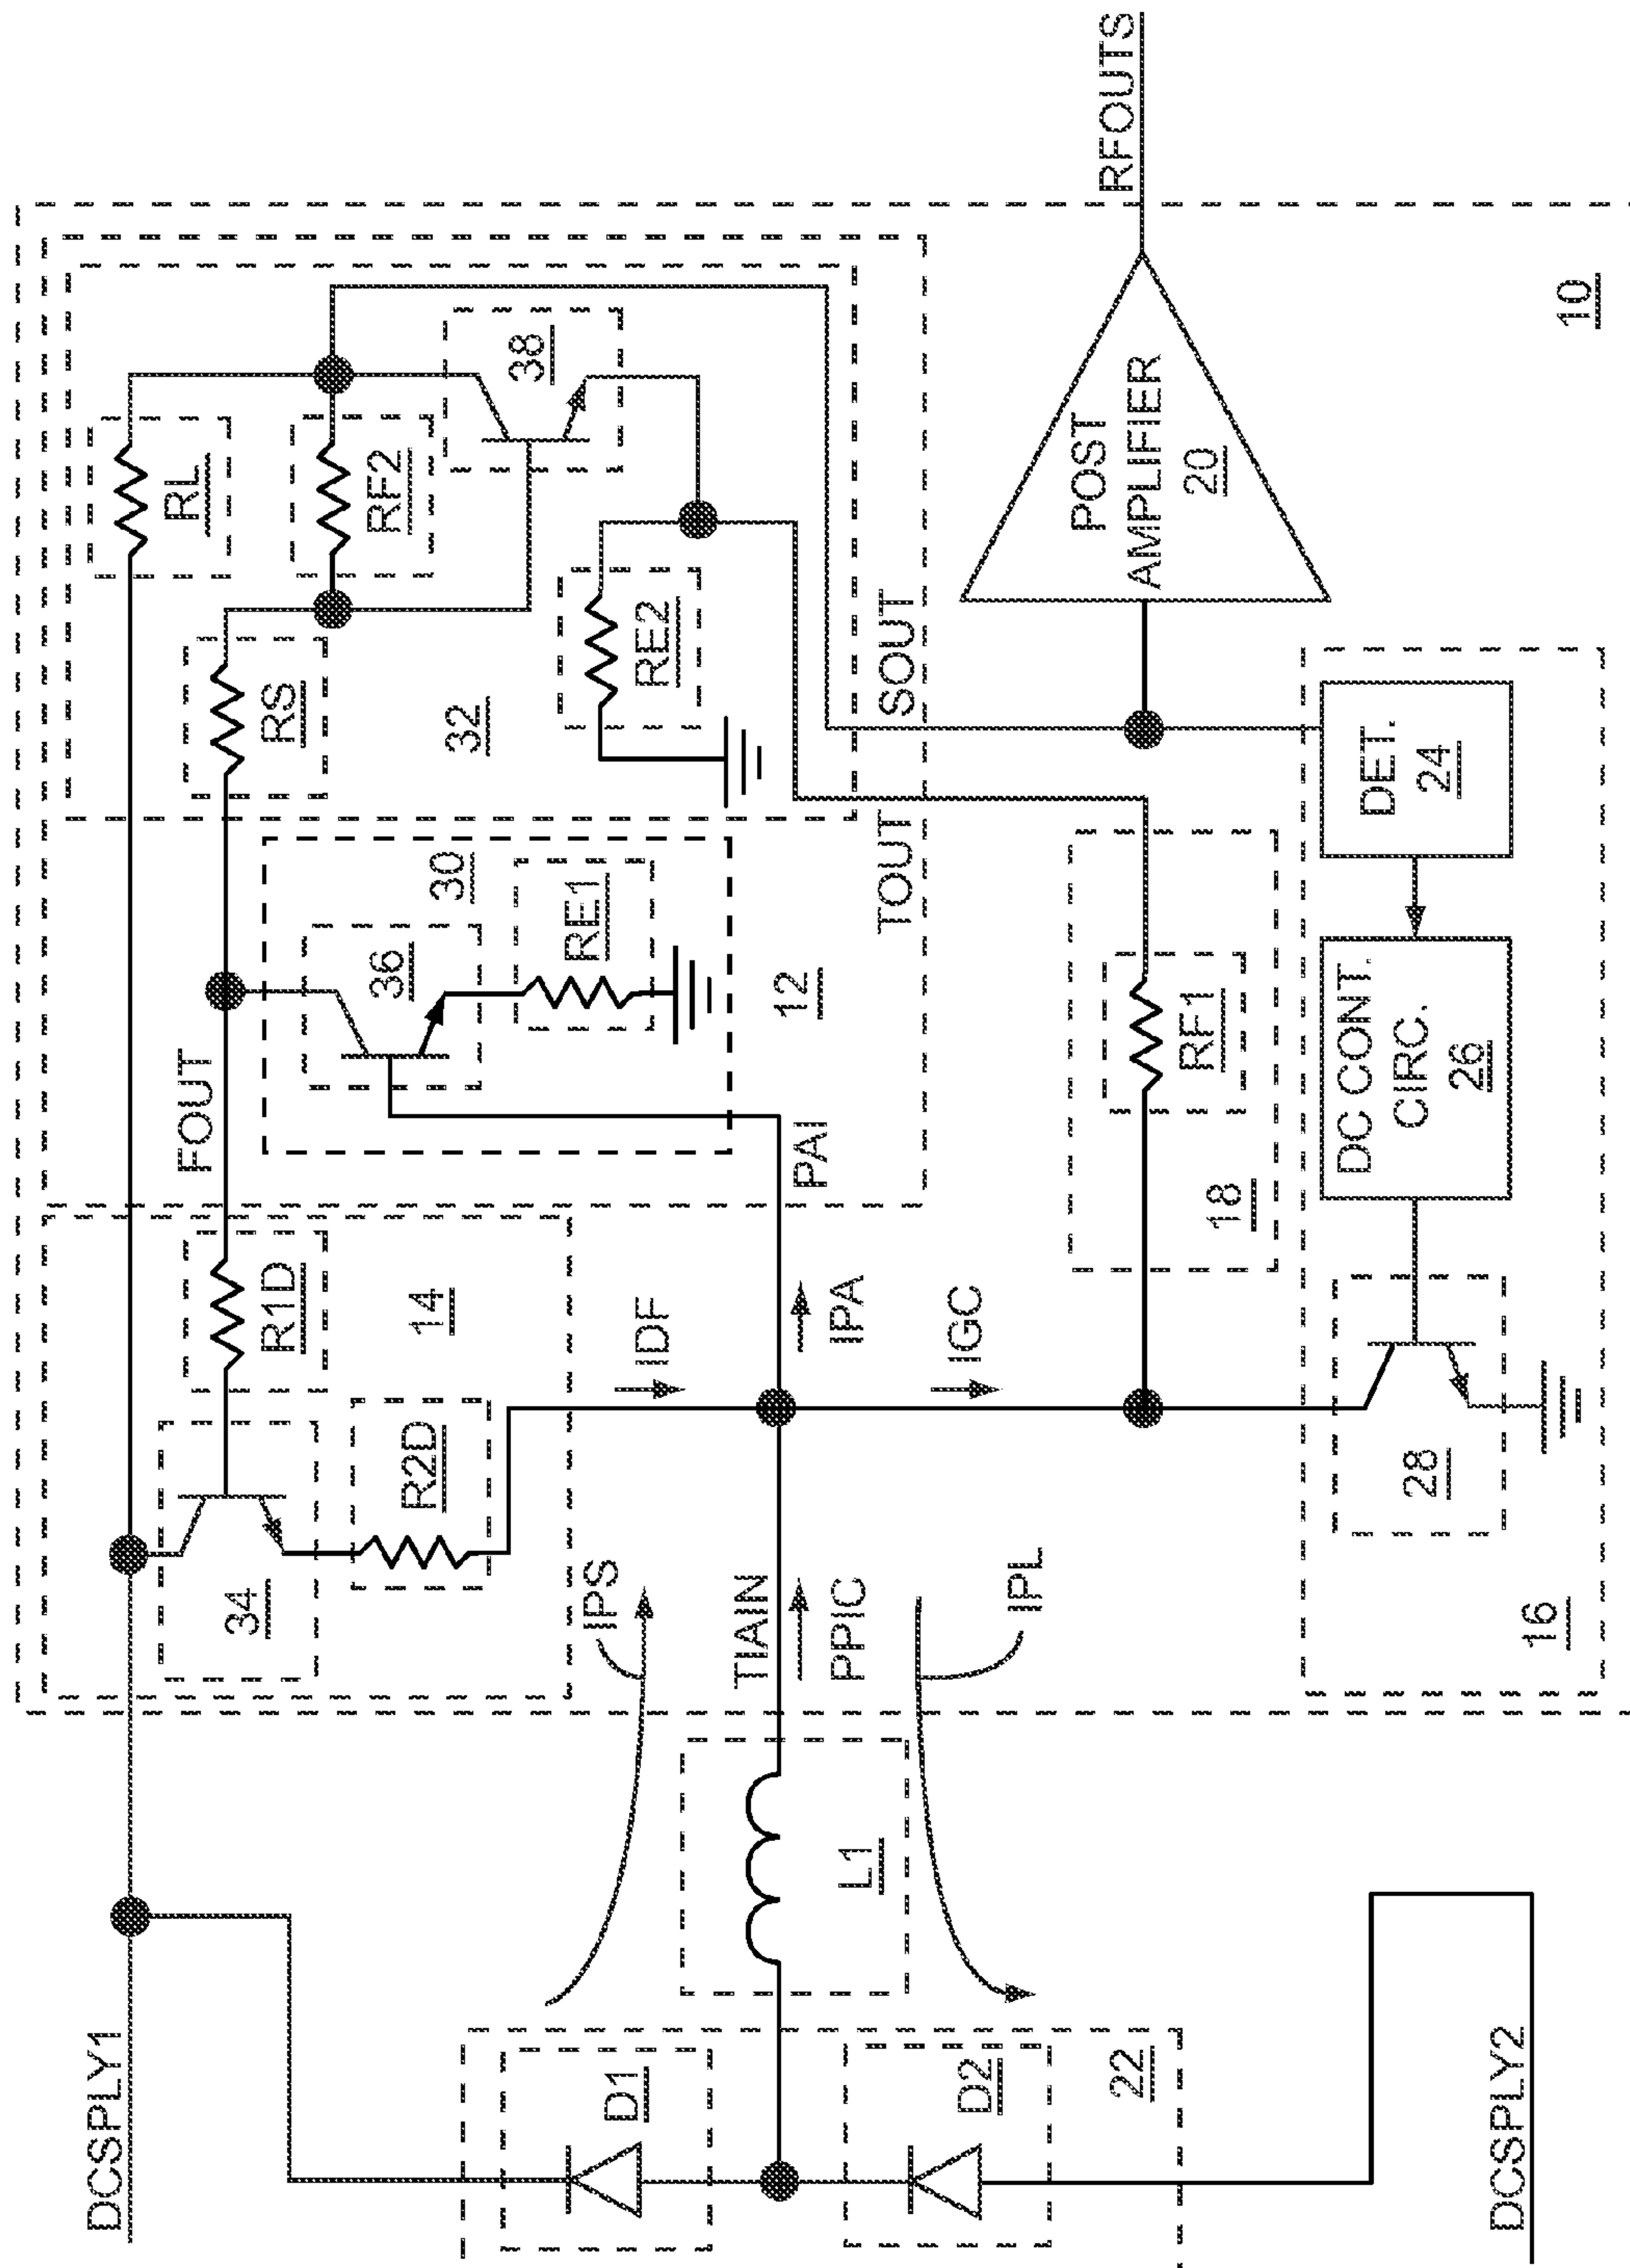 DCSPLY1
34
R1D
R2D
14
FOUT
RS
RL
RF2
38
32
RE2
36
30
RE1
12
PAI
TOUT
SOUT
IDF
IPA
IGC
IPS
TIAIN
PPIC
IPL
L1
D1
D2
22
DCSPLY2
RF1
18
28
DC CONT.
CIRC.
26
DET.
24
16
POST
AMPLIFIER
20
RFOUTS
10